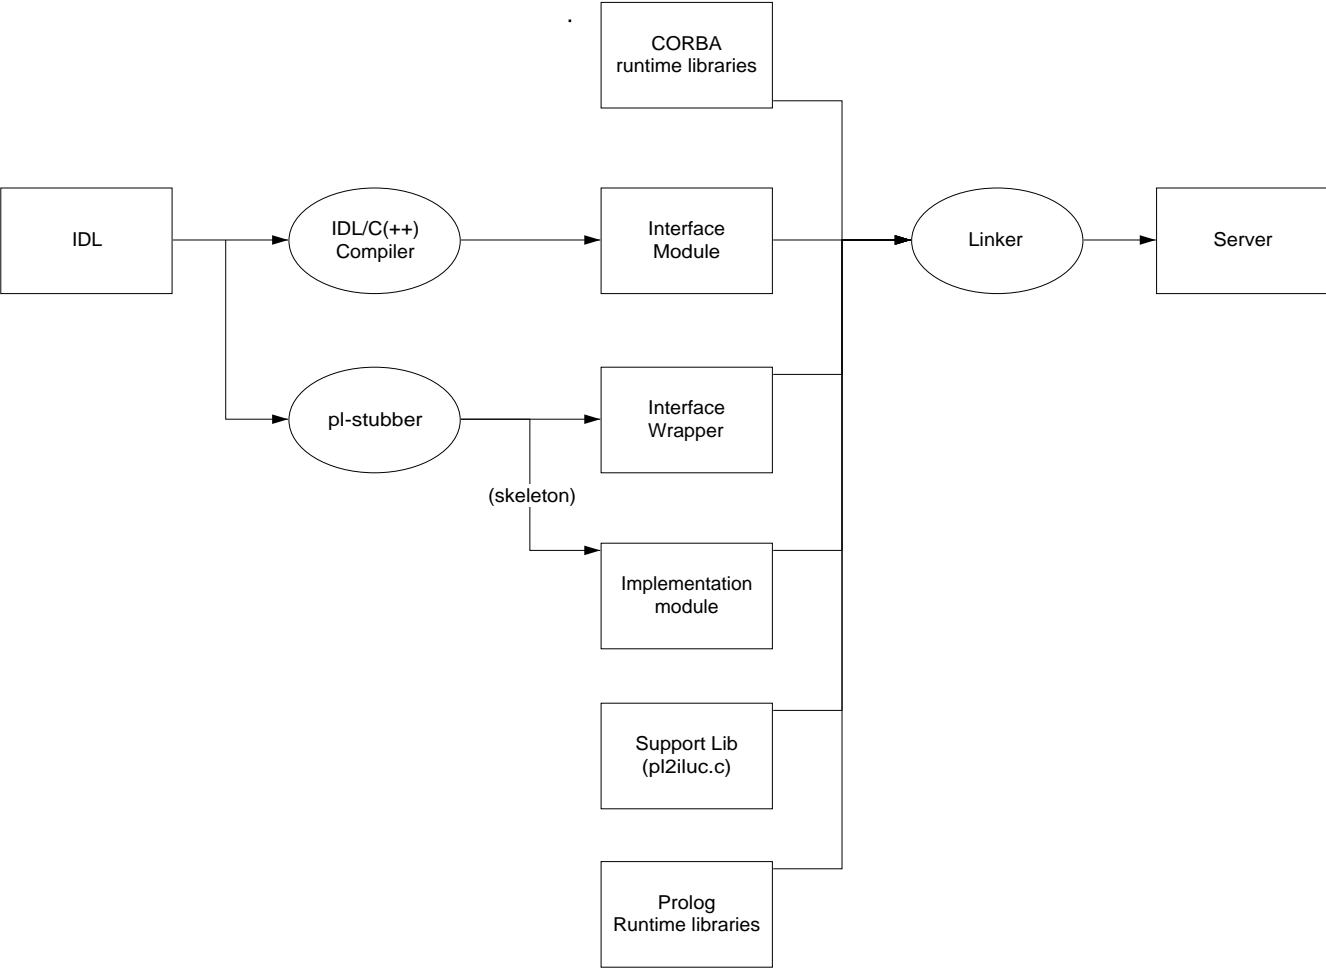 CORBA
runtime libraries
IDL
IDL/C(++)
Compiler
Interface
Module
Linker
Server
pl-stubber
Interface
Wrapper
(skeleton)
Implementation
module
Support Lib
(pl2iluc.c)
Prolog
Runtime libraries